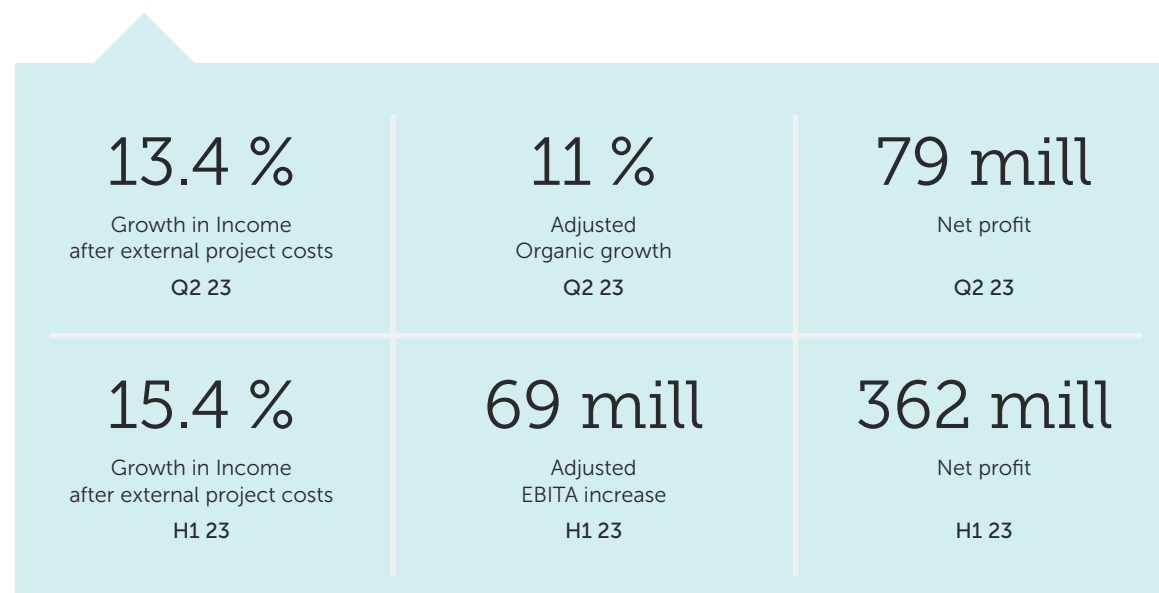 13.4 %
Growth in Income
after external project costs
Q2 23
11 %
Adjusted
Organic growth
Q2 23
79 mill
Net profit
Q2 23
15.4 %
Growth in Income
after external project costs
H1 23
69 mill
Adjusted
EBITA increase
H1 23
362 mill
Net profit
H1 23